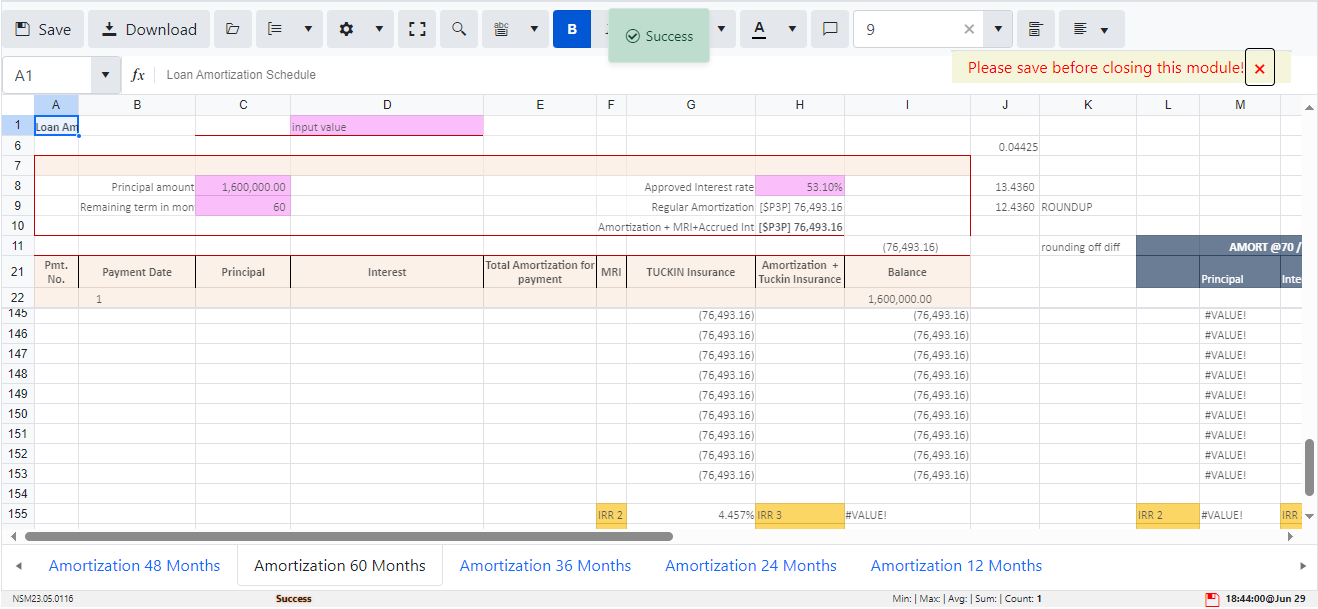 Save Download abc B A 9
Success
Please save before closing this module!
A1 fx Loan Amortization Schedule
A B C D E F G H I J K L M
1 Loan Am input value
6 0.04425
7
8 Principal amount 1,600,000.00 Approved Interest rate 53.10% 13.4360
9 Remaining term in mon 60 Regular Amortization [$P3P] 76,493.16 12.4360 ROUNDUP
10 Amortization + MRI+Accrued Int [$P3P] 76,493.16
11 (76,493.16) rounding off diff AMORT @70 /
21 Pmt. No. Payment Date Principal Interest Total Amortization for payment MRI TUCKIN Insurance Amortization + Tuckin Insurance Balance Principal Inte
22 1 1,600,000.00
145 (76,493.16) (76,493.16) #VALUE!
146 (76,493.16) (76,493.16) #VALUE!
147 (76,493.16) (76,493.16) #VALUE!
148 (76,493.16) (76,493.16) #VALUE!
149 (76,493.16) (76,493.16) #VALUE!
150 (76,493.16) (76,493.16) #VALUE!
151 (76,493.16) (76,493.16) #VALUE!
152 (76,493.16) (76,493.16) #VALUE!
153 (76,493.16) (76,493.16) #VALUE!
154
155 IRR 2 4.457% IRR 3 #VALUE! IRR 2 #VALUE! IRR
Amortization 48 Months Amortization 60 Months Amortization 36 Months Amortization 24 Months Amortization 12 Months
NSM23.05.0116 Success Min: | Max: | Avg: | Sum: | Count: 1 18:44:00@Jun 29